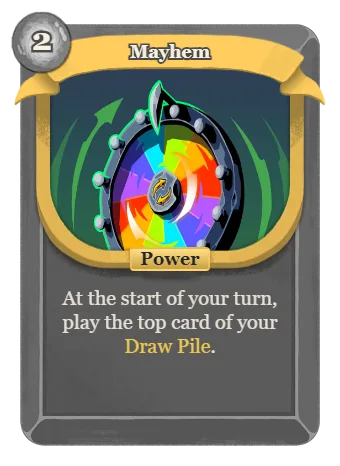 2
Mayhem
Power
At the start of your turn,
play the top card of your
Draw Pile.